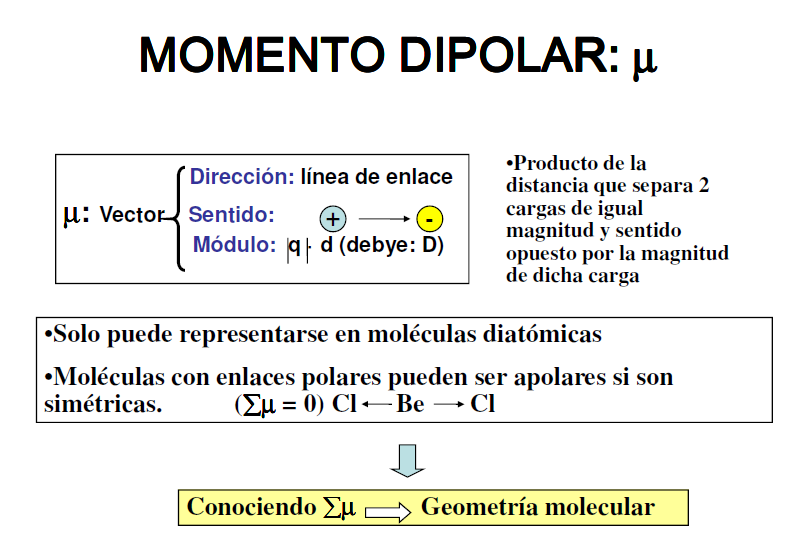 MOMENTO DIPOLAR: μ
μ: Vector
Dirección: línea de enlace
Sentido: + -
Módulo: |q|· d (debye: D)
•Producto de la
distancia que separa 2
cargas de igual
magnitud y sentido
opuesto por la magnitud
de dicha carga
•Solo puede representarse en moléculas diatómicas
•Moléculas con enlaces polares pueden ser apolares si son
simétricas. (∑μ = 0) Cl ← Be → Cl
Conociendo ∑μ ⇒ Geometría molecular